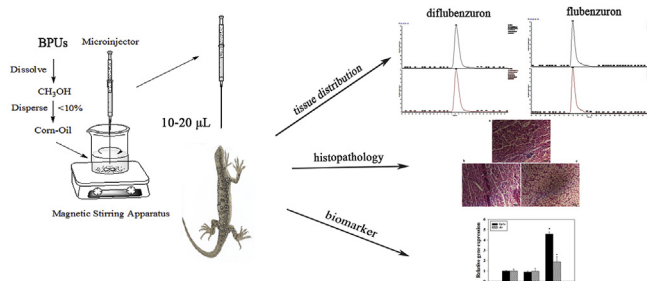 BPUs
Microinjector
Dissolve
CH₃OH
Disperse <10%
Corn-Oil
Magnetic Stirring Apparatus
10-20 μL
tissue distribution
histopathology
biomarker
diflubenzuron
flubenzuron
Relative gene expression